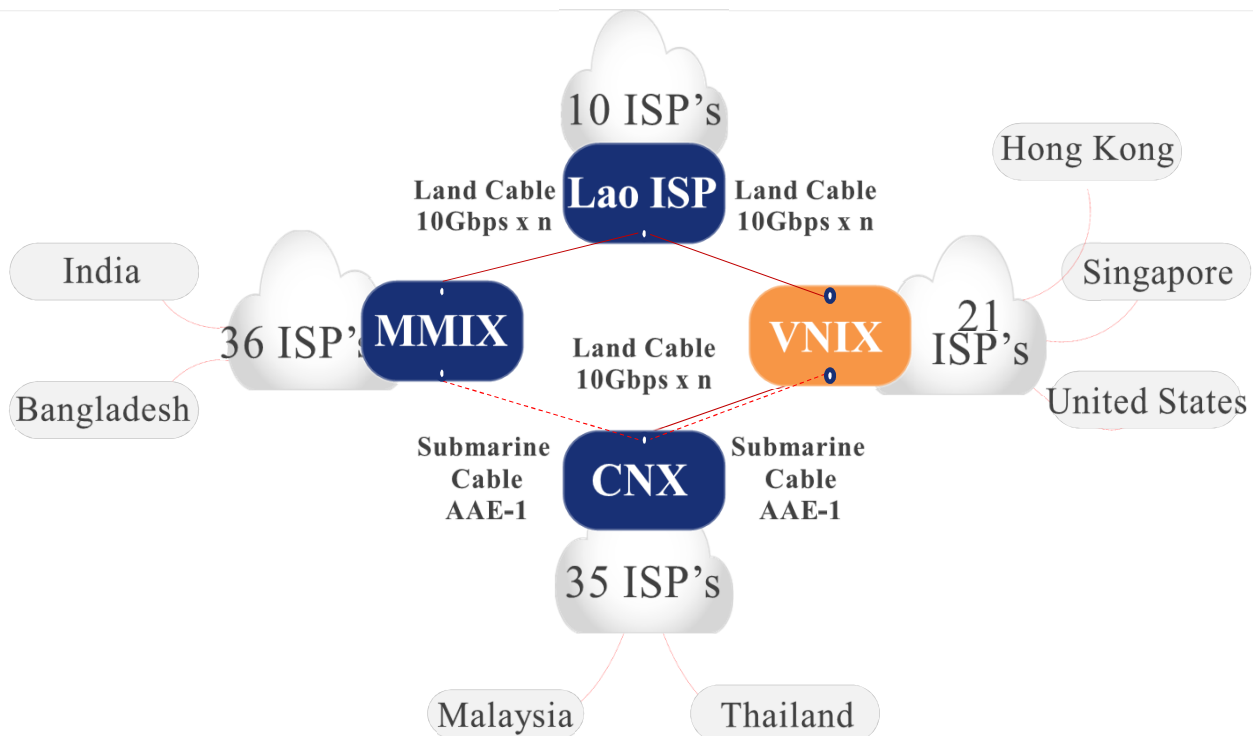 10 ISP’s
Lao ISP
Land Cable
10Gbps x n
Land Cable
10Gbps x n
Hong Kong
India
Singapore
36 ISP’s
MMIX
VNIX
21
ISP’s
Land Cable
10Gbps x n
Bangladesh
United States
Submarine
Cable
AAE-1
CNX
Submarine
Cable
AAE-1
35 ISP’s
Malaysia
Thailand